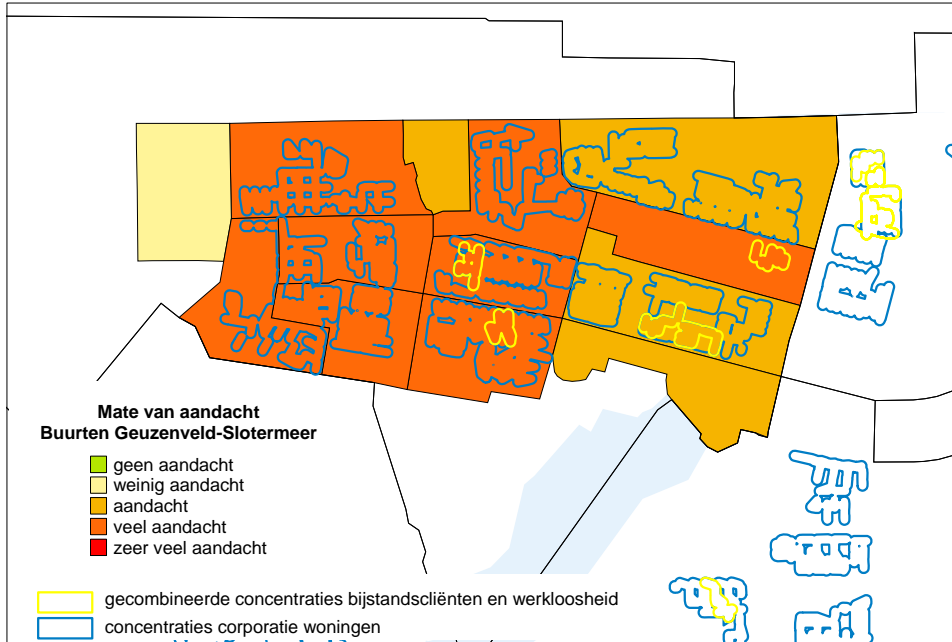 Mate van aandacht
Buurten Geuzenveld-Slotermeer
geen aandacht
weinig aandacht
aandacht
veel aandacht
zeer veel aandacht
gecombineerde concentraties bijstandscliënten en werkloosheid
concentraties corporatie woningen